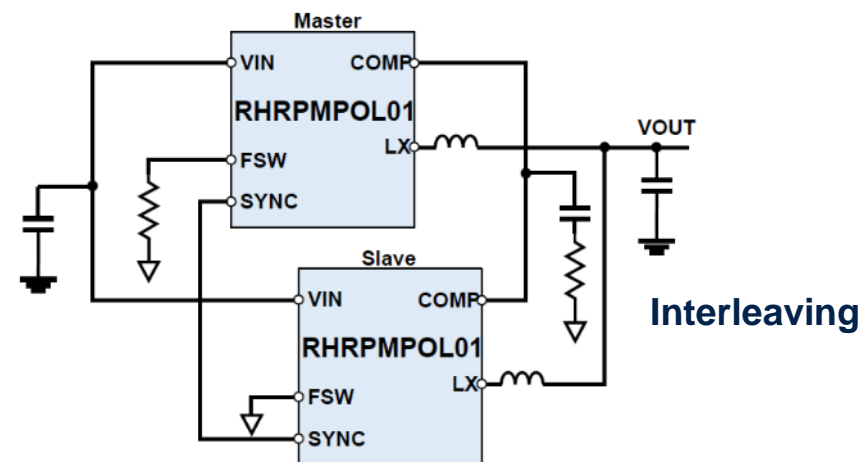 Master
VIN COMP
RHRPMPOL01
VOUT
LX
FSW
SYNC
Slave
VIN COMP
Interleaving
RHRPMPOL01
LX
FSW
SYNC